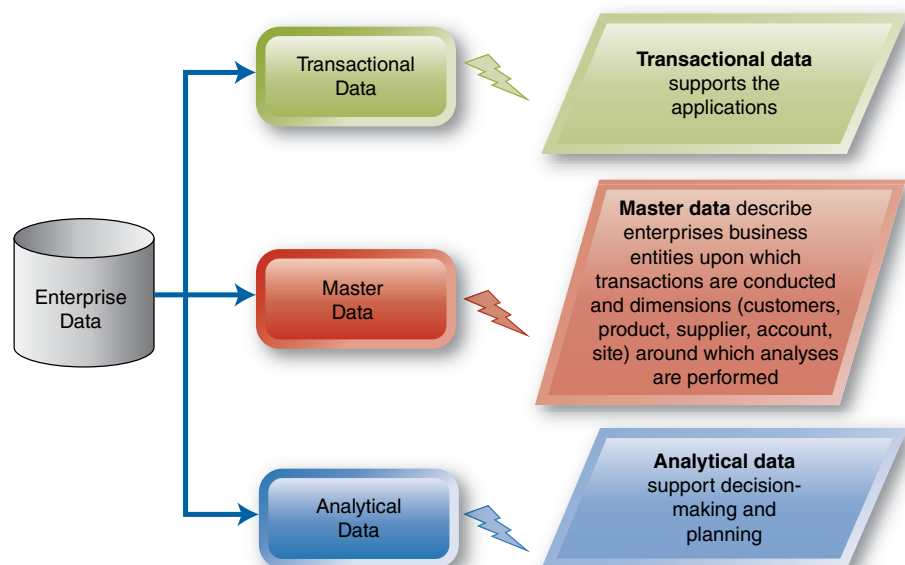 Transactional
Data
Transactional data
supports the
applications
Enterprise
Data
Master
Data
Master data describe
enterprises business
entities upon which
transactions are conducted
and dimensions (customers,
product, supplier, account,
site) around which analyses
are performed
Analytical
Data
Analytical data
support decision-
making and
planning